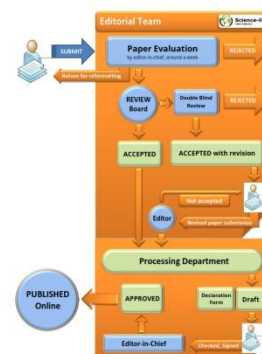 Editorial Team
Science-
SUBMIT
Paper Evaluation
by editor-in-chief, around a week
REJECTED
Return for reformatting
REVIEW
Board
Double Blind
Review
REJECTED
ACCEPTED
ACCEPTED with revision
Not accepted
Editor
Revised paper submission
Processing Department
PUBLISHED
Online
APPROVED
Declaration
Form
Draft
Editor-in-Chief
Checked, Signed